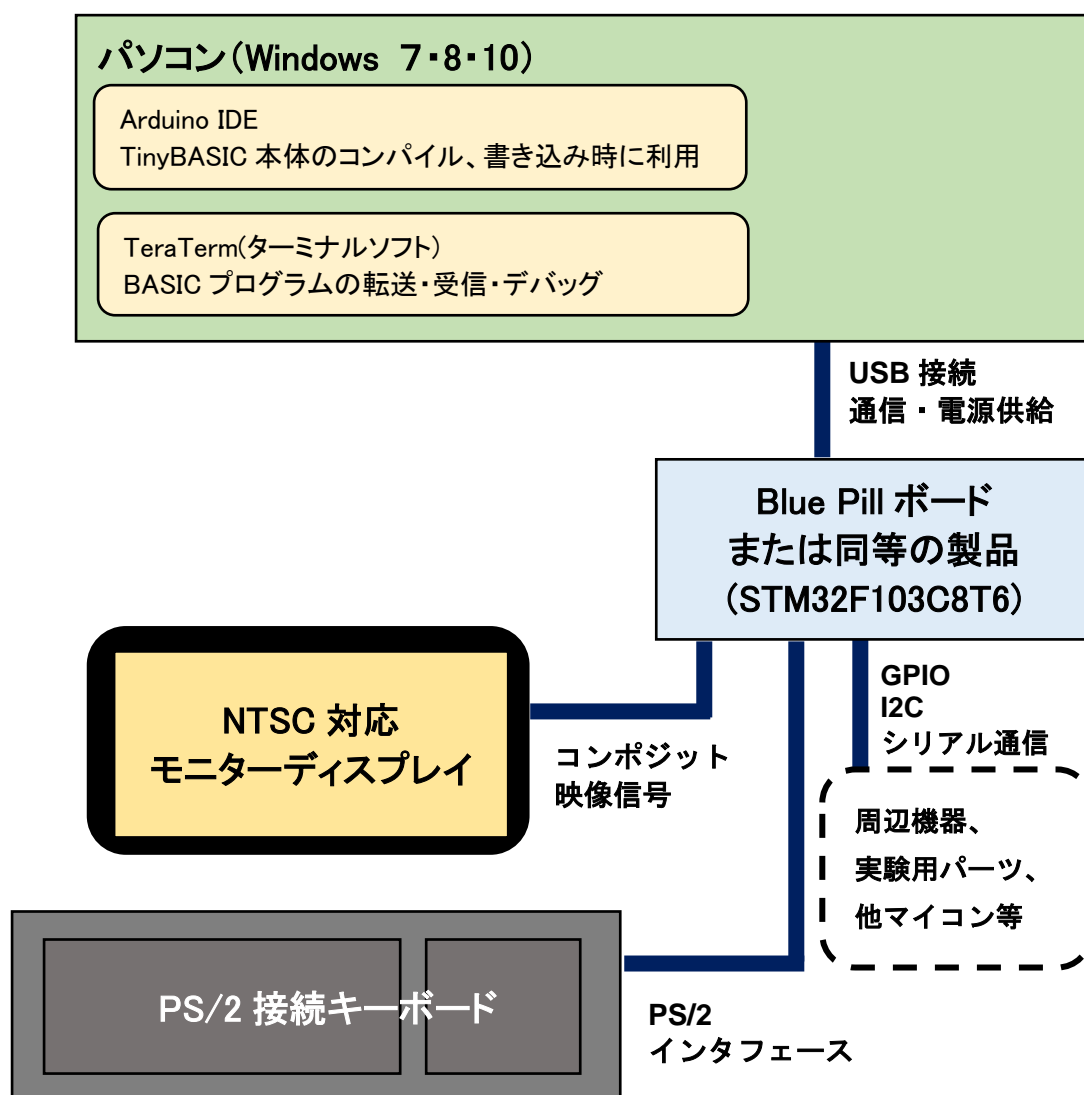 パソコン(Windows 7・8・10)
Arduino IDE
TinyBASIC 本体のコンパイル、書き込み時に利用
TeraTerm(ターミナルソフト)
BASIC プログラムの転送・受信・デバッグ
USB 接続
通信・電源供給
Blue Pill ボード
または同等の製品
(STM32F103C8T6)
GPIO
I2C
シリアル通信
NTSC 対応
モニターディスプレイ
コンポジット
映像信号
周辺機器、
実験用パーツ、
他マイコン等
PS/2 接続キーボード
PS/2
インタフェース